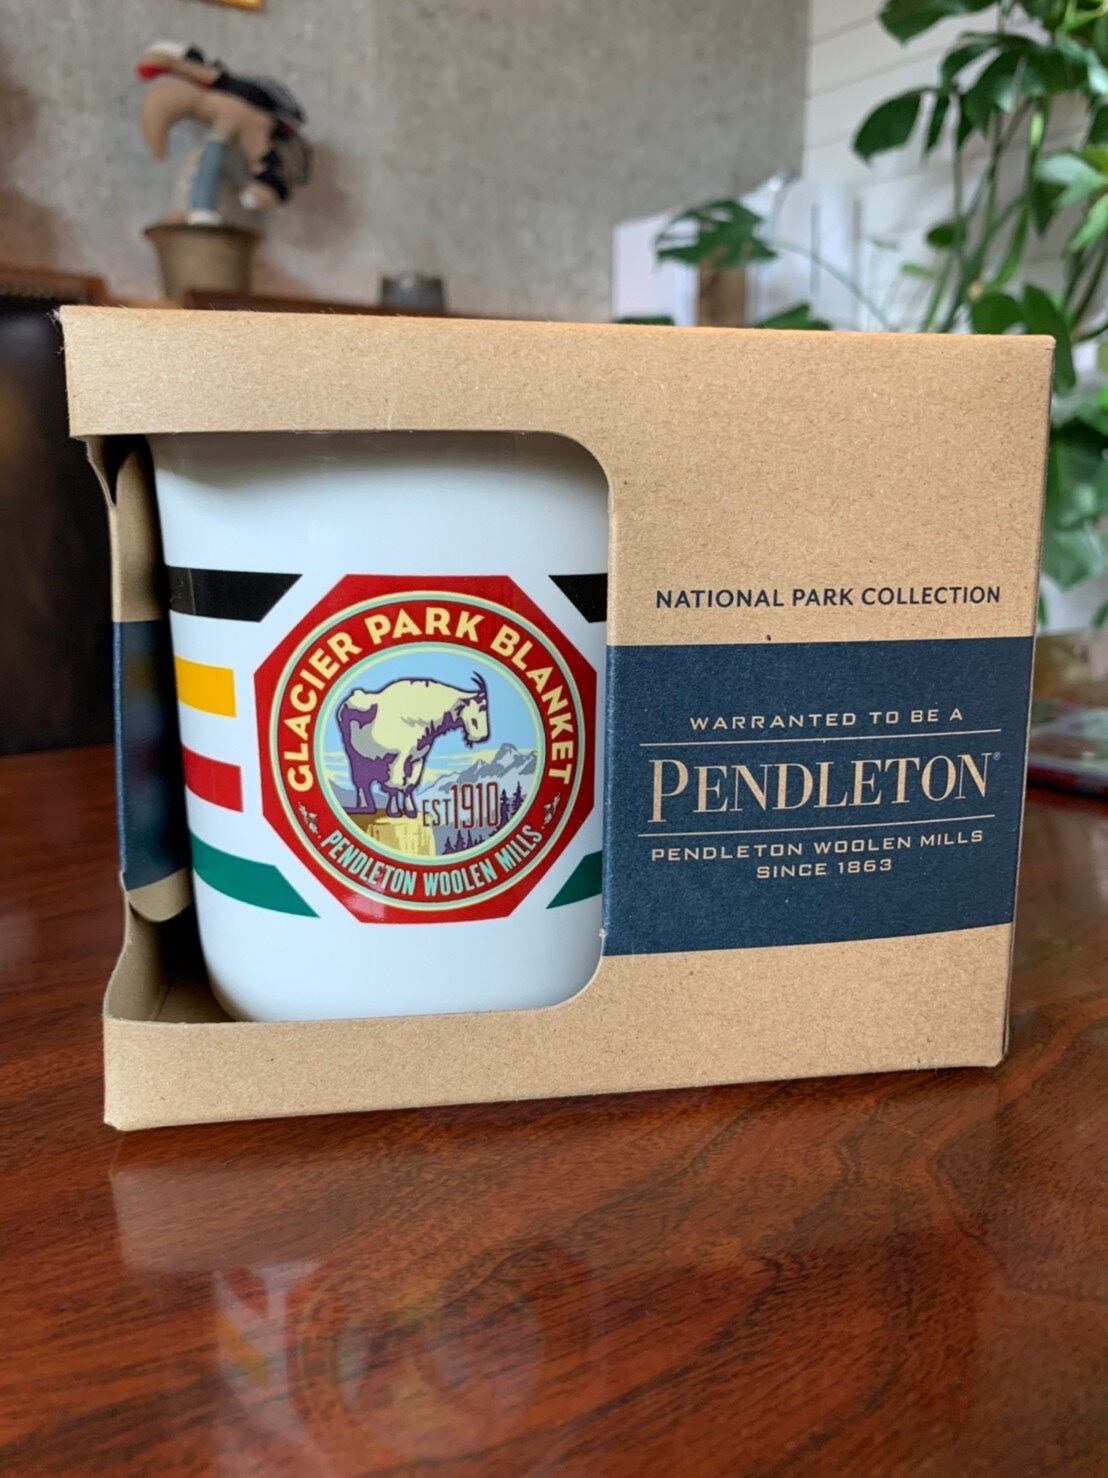 GLACIER PARK BLANKET
EST. 1910
PENDLETON WOOLEN MILLS
NATIONAL PARK COLLECTION
WARRANTED TO BE A
PENDLETON®
PENDLETON WOOLEN MILLS
SINCE 1863